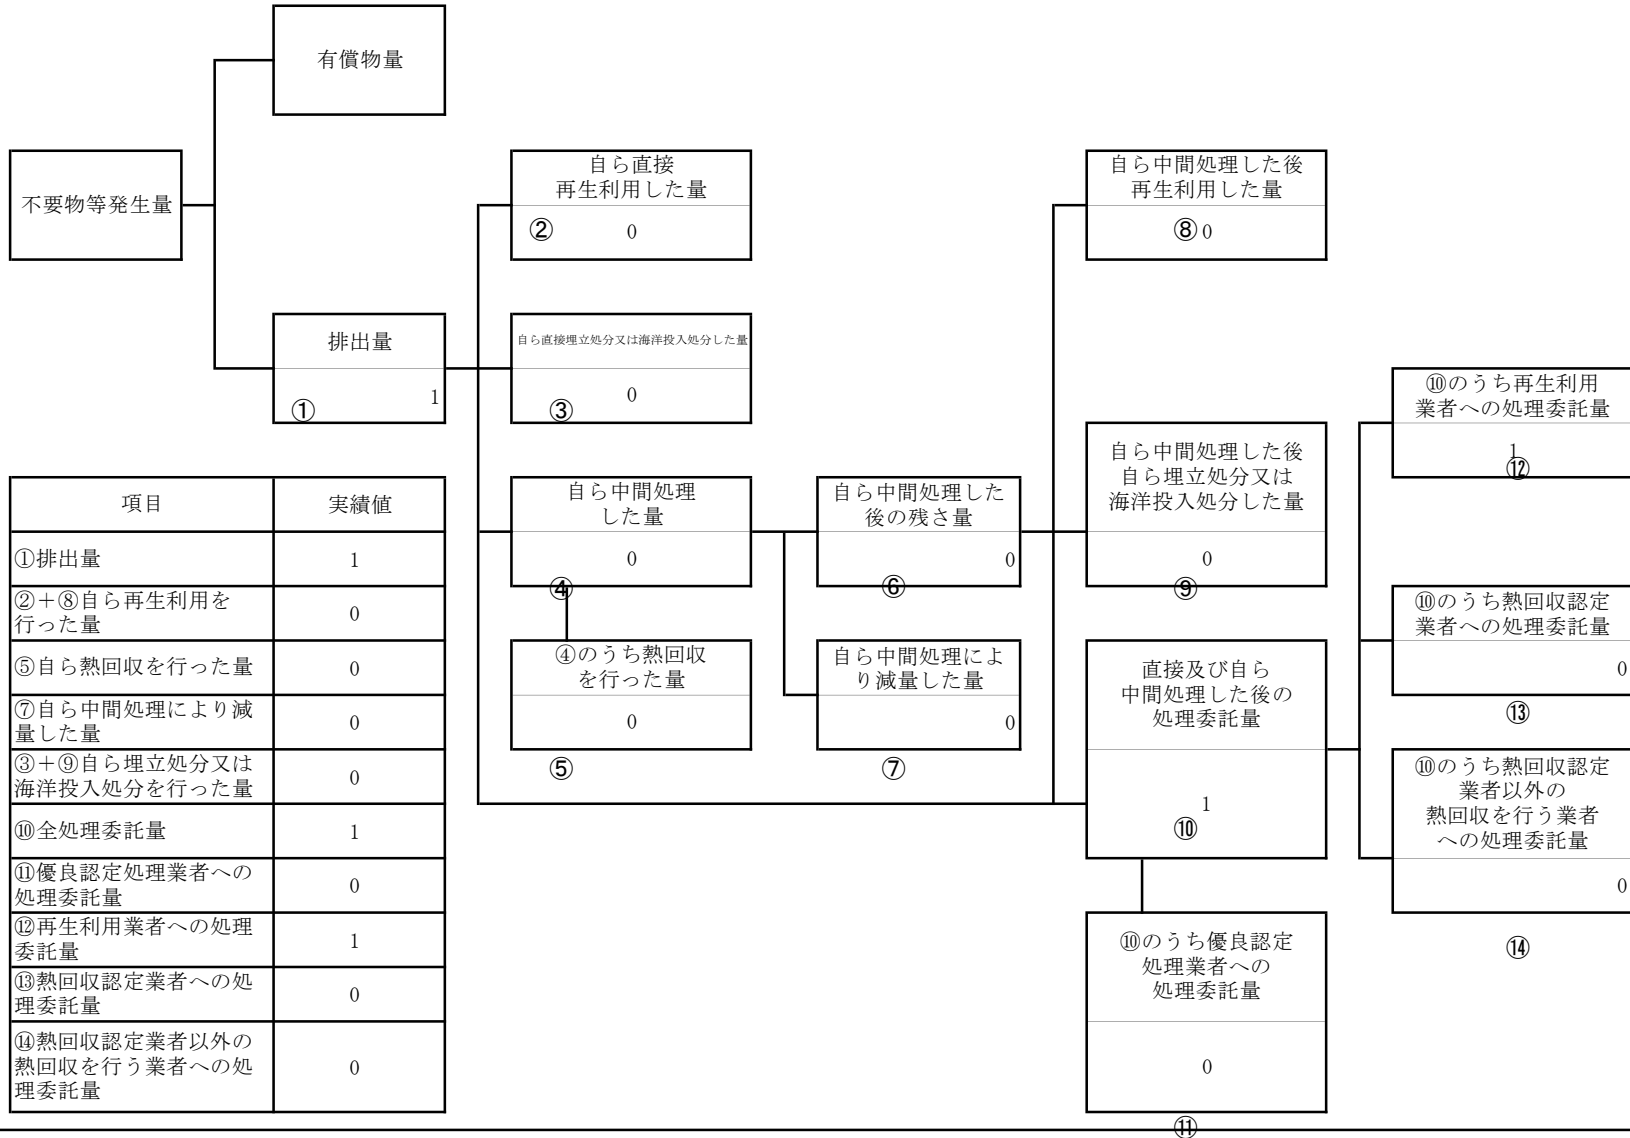 有償物量
不要物等発生量
自ら直接
再生利用した量
② 0
自ら中間処理した後
再生利用した量
⑧ 0
排出量
① 1
自ら直接埋立処分又は海洋投入処分した量
③ 0
⑩のうち再生利用
業者への処理委託量
1
⑫
自ら中間処理した後
自ら埋立処分又は
海洋投入処分した量
0
⑨
自ら中間処理
した量
0
④
自ら中間処理した
後の残さ量
0
⑥
④のうち熱回収
を行った量
0
⑤
自ら中間処理によ
り減量した量
0
⑦
直接及び自ら
中間処理した後の
処理委託量
1
⑩
⑩のうち熱回収認定
業者への処理委託量
0
⑬
⑩のうち熱回収認定
業者以外の
熱回収を行う業者
への処理委託量
0
⑭
⑩のうち優良認定
処理業者への
処理委託量
0
⑪
項目 実績値
①排出量 1
②＋⑧自ら再生利用を
行った量 0
⑤自ら熱回収を行った量 0
⑦自ら中間処理により減
量した量 0
③＋⑨自ら埋立処分又は
海洋投入処分を行った量 0
⑩全処理委託量 1
⑪優良認定処理業者への
処理委託量 0
⑫再生利用業者への処理
委託量 1
⑬熱回収認定業者への処
理委託量 0
⑭熱回収認定業者以外の
熱回収を行う業者への処
理委託量 0